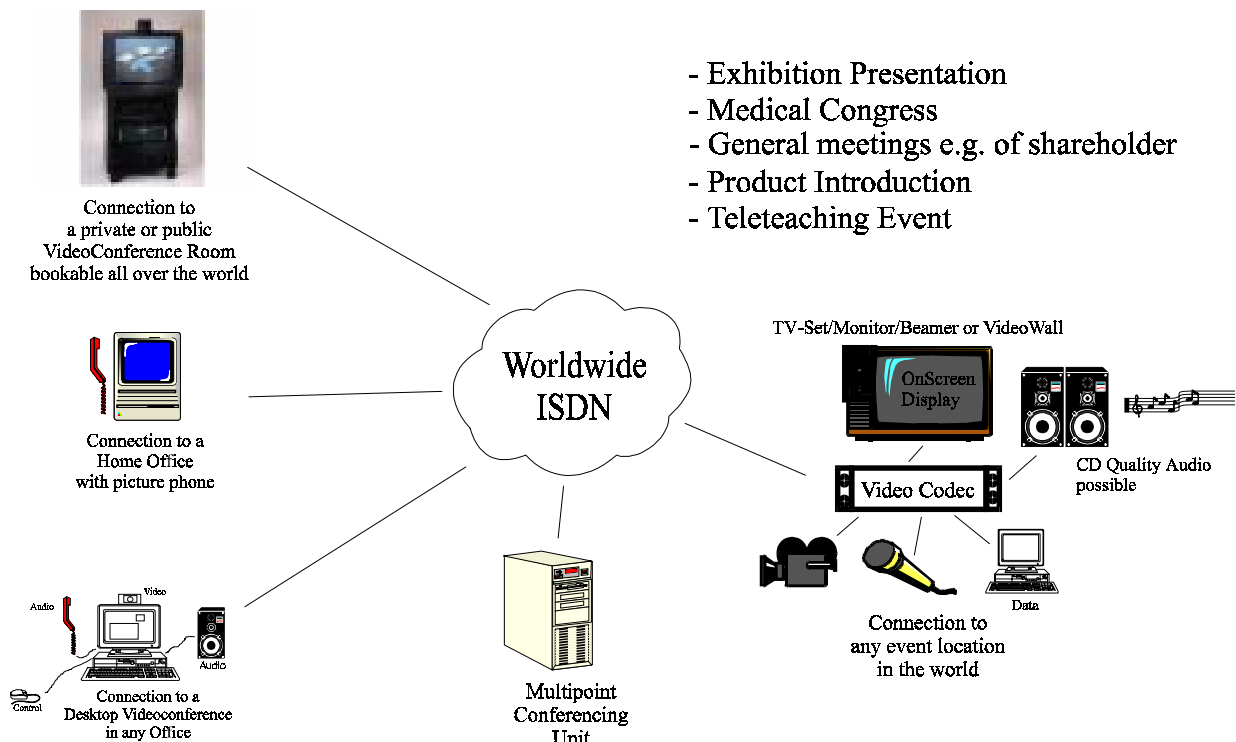 - Exhibition Presentation
- Medical Congress
- General meetings e.g. of shareholder
- Product Introduction
- Teleteaching Event
Connection to
a private or public
VideoConference Room
bookable all over the world
Worldwide
ISDN
TV-Set/Monitor/Beamer or VideoWall
OnScreen
Display
CD Quality Audio
possible
Video Codec
Data
Connection to
any event location
in the world
Connection to a
Home Office
with picture phone
Audio
Video
Audio
Control
Connection to a
Desktop Videoconference
in any Office
Multipoint
Conferencing
Unit